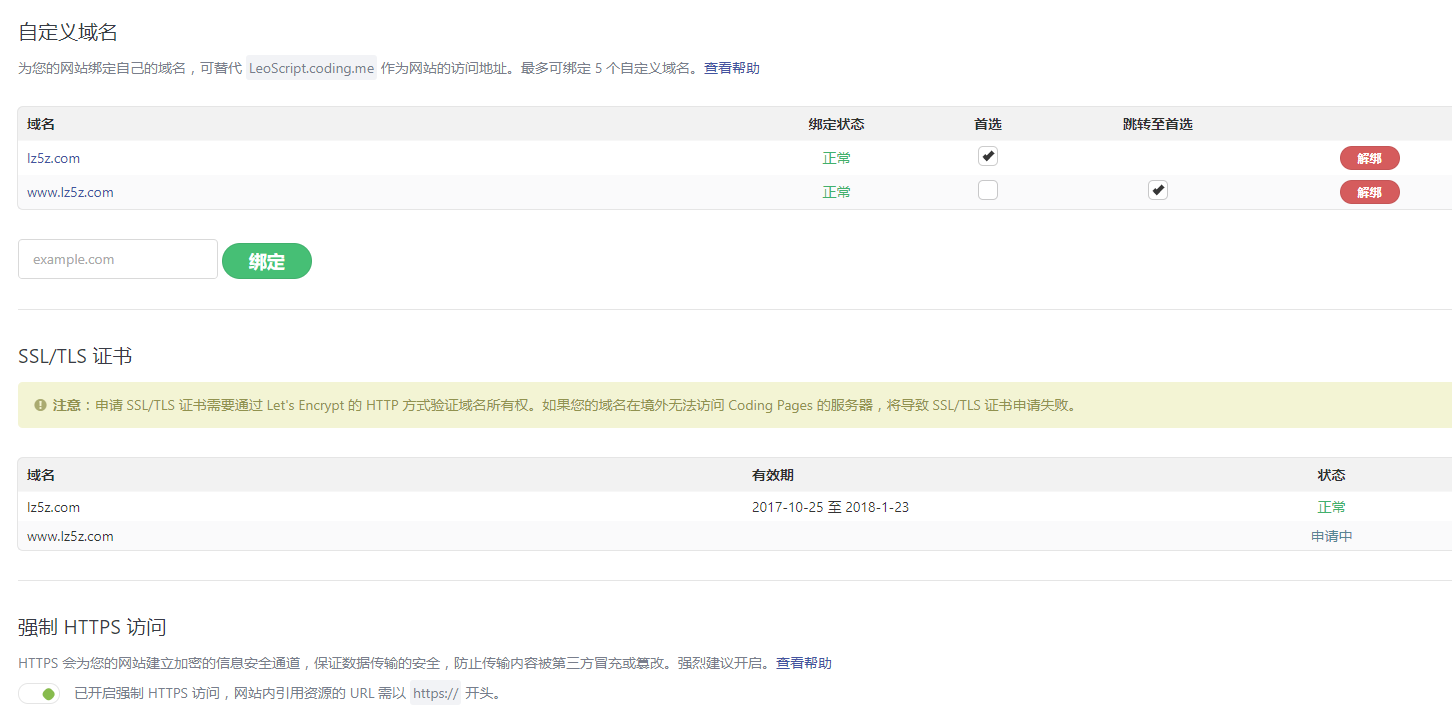 自定义域名
为您的网站绑定自己的域名，可替代 LeoScript.coding.me 作为网站的访问地址。最多可绑定 5 个自定义域名。查看帮助
域名 绑定状态 首选 跳转至首选
lz5z.com 正常 解绑
www.lz5z.com 正常 解绑
example.com 绑定
SSL/TLS 证书
注意：申请 SSL/TLS 证书需要通过 Let's Encrypt 的 HTTP 方式验证域名所有权。如果您的域名在境外无法访问 Coding Pages 的服务器，将导致 SSL/TLS 证书申请失败。
域名 有效期 状态
lz5z.com 2017-10-25 至 2018-1-23 正常
www.lz5z.com 申请中
强制 HTTPS 访问
HTTPS 会为您的网站建立加密的信息安全通道，保证数据传输的安全，防止传输内容被第三方冒充或篡改。强烈建议开启。查看帮助
已开启强制 HTTPS 访问，网站内引用资源的 URL 需以 https:// 开头。